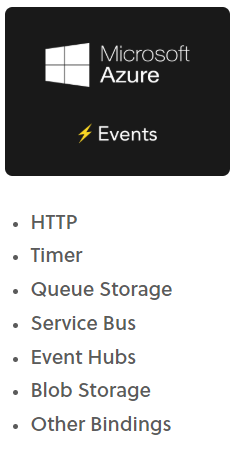 Microsoft
Azure
⚡ Events
• HTTP
• Timer
• Queue Storage
• Service Bus
• Event Hubs
• Blob Storage
• Other Bindings